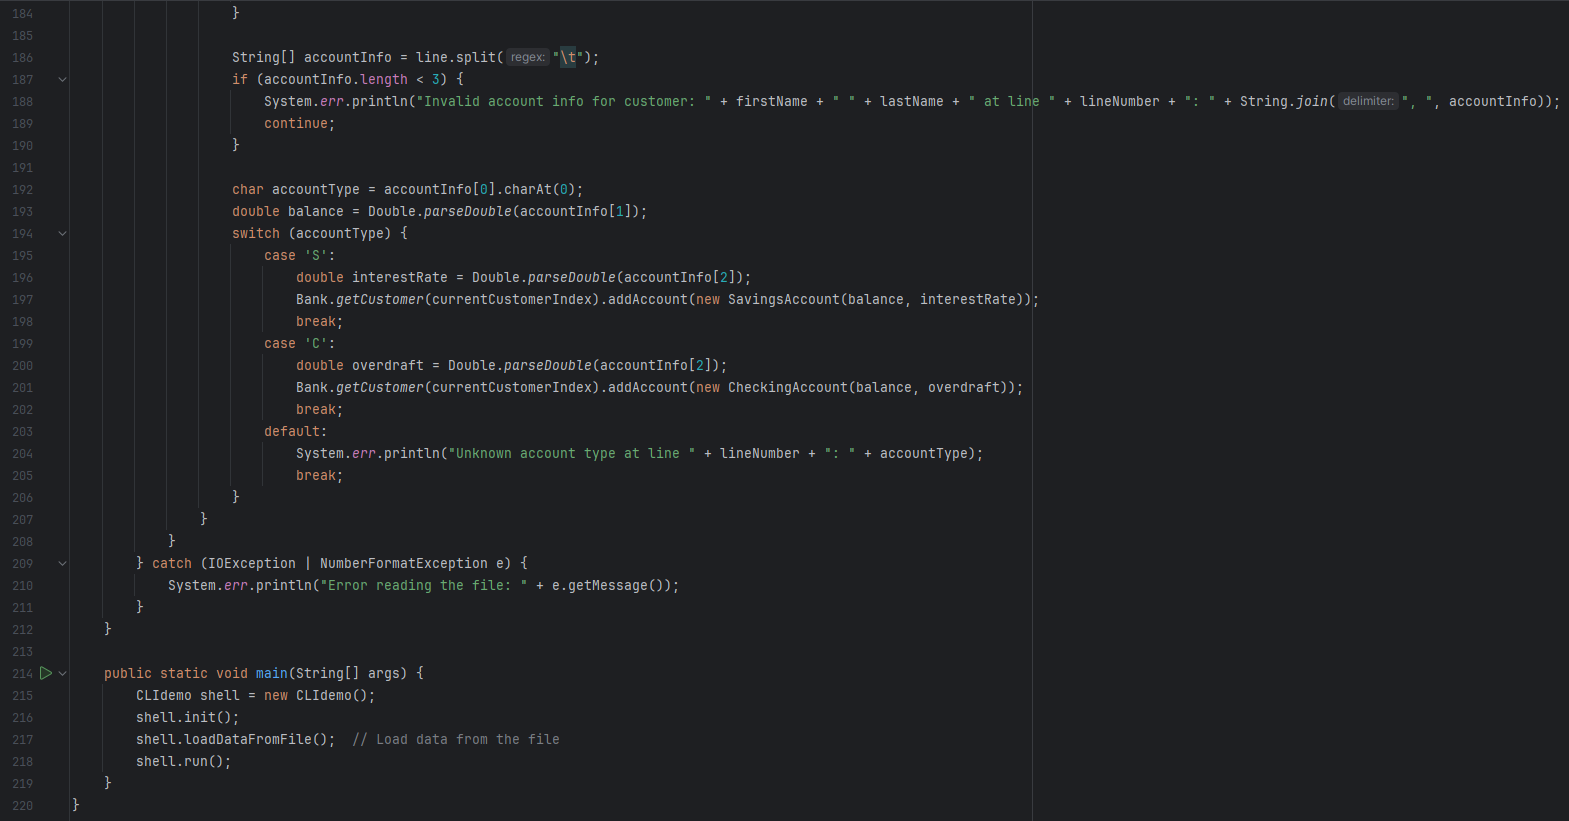 184 }
185
186 String[] accountInfo = line.split( regex: "\t");
187 if (accountInfo.length < 3) {
188 System.err.println("Invalid account info for customer: " + firstName + " " + lastName + " at line " + lineNumber + ": " + String.join( delimiter: ", ", accountInfo));
189 continue;
190 }
191
192 char accountType = accountInfo[0].charAt(0);
193 double balance = Double.parseDouble(accountInfo[1]);
194 switch (accountType) {
195 case 'S':
196 double interestRate = Double.parseDouble(accountInfo[2]);
197 Bank.getCustomer(currentCustomerIndex).addAccount(new SavingsAccount(balance, interestRate));
198 break;
199 case 'C':
200 double overdraft = Double.parseDouble(accountInfo[2]);
201 Bank.getCustomer(currentCustomerIndex).addAccount(new CheckingAccount(balance, overdraft));
202 break;
203 default:
204 System.err.println("Unknown account type at line " + lineNumber + ": " + accountType);
205 break;
206 }
207 }
208 }
209 } catch (IOException | NumberFormatException e) {
210 System.err.println("Error reading the file: " + e.getMessage());
211 }
212 }
213
214 public static void main(String[] args) {
215 CLIdemo shell = new CLIdemo();
216 shell.init();
217 shell.loadDataFromFile();  // Load data from the file
218 shell.run();
219 }
220 }